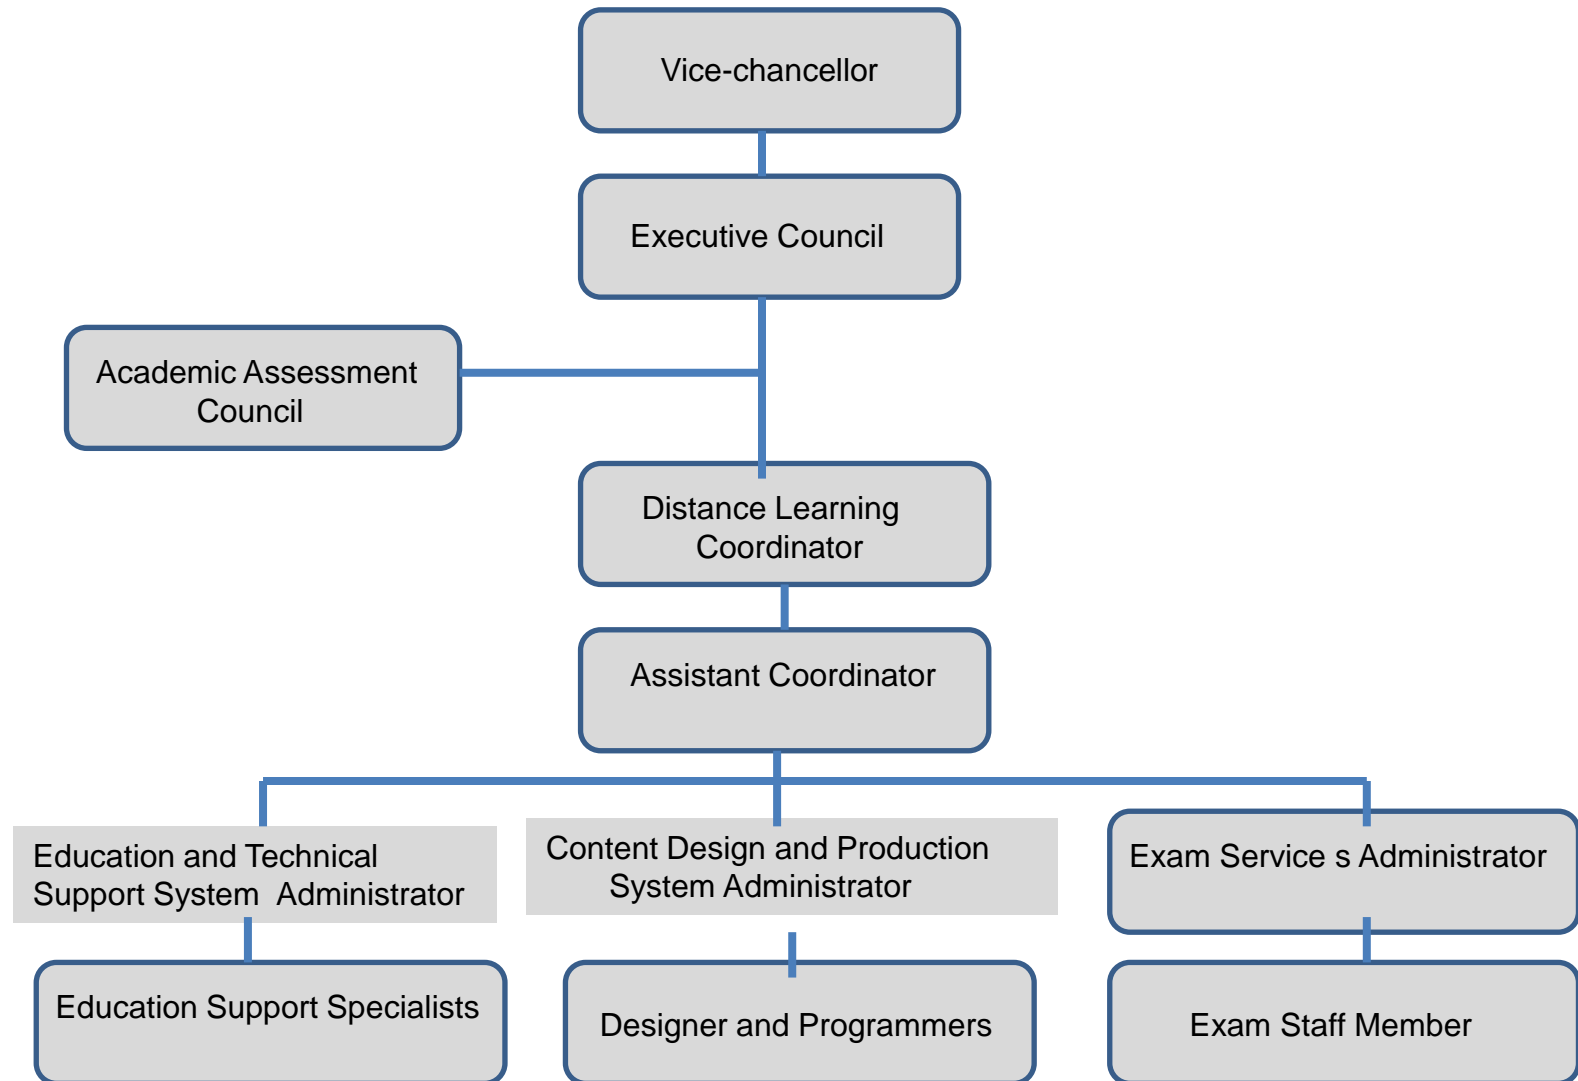 Vice-chancellor
Executive Council
Academic Assessment
Council
Distance Learning
Coordinator
Assistant Coordinator
Education and Technical
Support System  Administrator
Content Design and Production
System Administrator
Exam Service s Administrator
Education Support Specialists
Designer and Programmers
Exam Staff Member